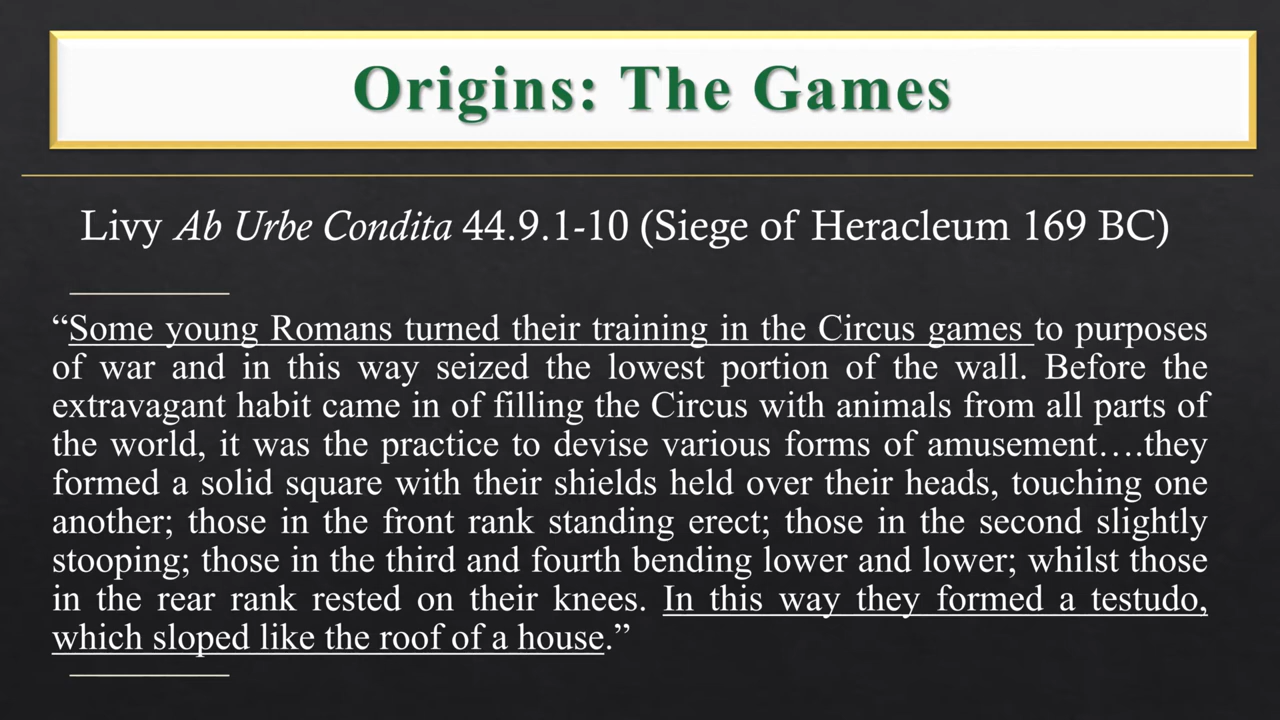 Origins: The Games
Livy Ab Urbe Condita 44.9.1-10 (Siege of Heracleum 169 BC)
“Some young Romans turned their training in the Circus games to purposes
of war and in this way seized the lowest portion of the wall. Before the
extravagant habit came in of filling the Circus with animals from all parts of
the world, it was the practice to devise various forms of amusement….they
formed a solid square with their shields held over their heads, touching one
another; those in the front rank standing erect; those in the second slightly
stooping; those in the third and fourth bending lower and lower; whilst those
in the rear rank rested on their knees. In this way they formed a testudo,
which sloped like the roof of a house.”